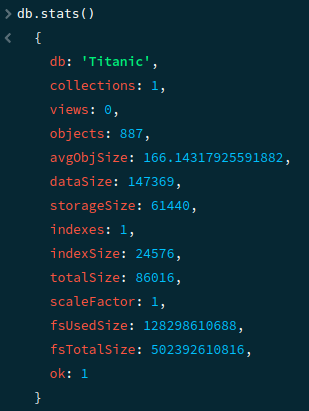 > db.stats()
< {
db: 'Titanic',
collections: 1,
views: 0,
objects: 887,
avgObjSize: 166.14317925591882,
dataSize: 147369,
storageSize: 61440,
indexes: 1,
indexSize: 24576,
totalSize: 86016,
scaleFactor: 1,
fsUsedSize: 128298610688,
fsTotalSize: 502392610816,
ok: 1
}